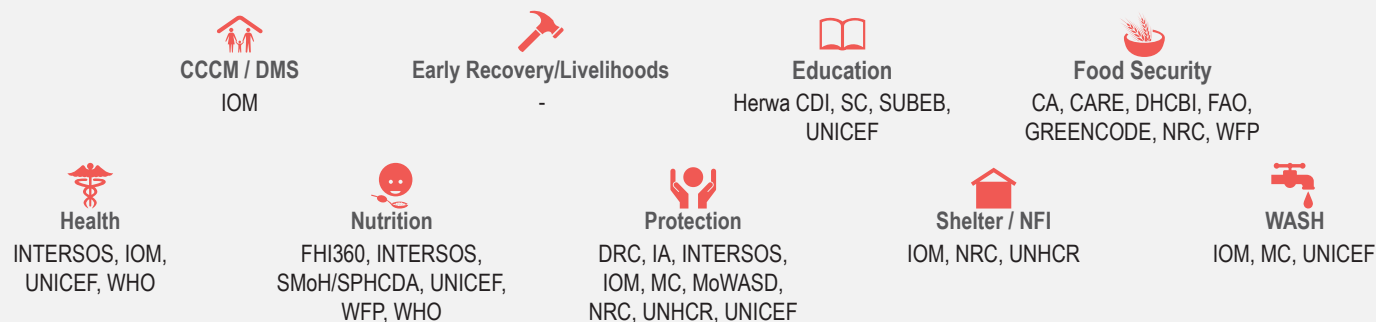 CCCM / DMS
IOM
Early Recovery/Livelihoods
-
Education
Herwa CDI, SC, SUBEB,
UNICEF
Food Security
CA, CARE, DHCBI, FAO,
GREENCODE, NRC, WFP
Health
INTERSOS, IOM,
UNICEF, WHO
Nutrition
FHI360, INTERSOS,
SMoH/SPHCDA, UNICEF,
WFP, WHO
Protection
DRC, IA, INTERSOS,
IOM, MC, MoWASD,
NRC, UNHCR, UNICEF
Shelter / NFI
IOM, NRC, UNHCR
WASH
IOM, MC, UNICEF